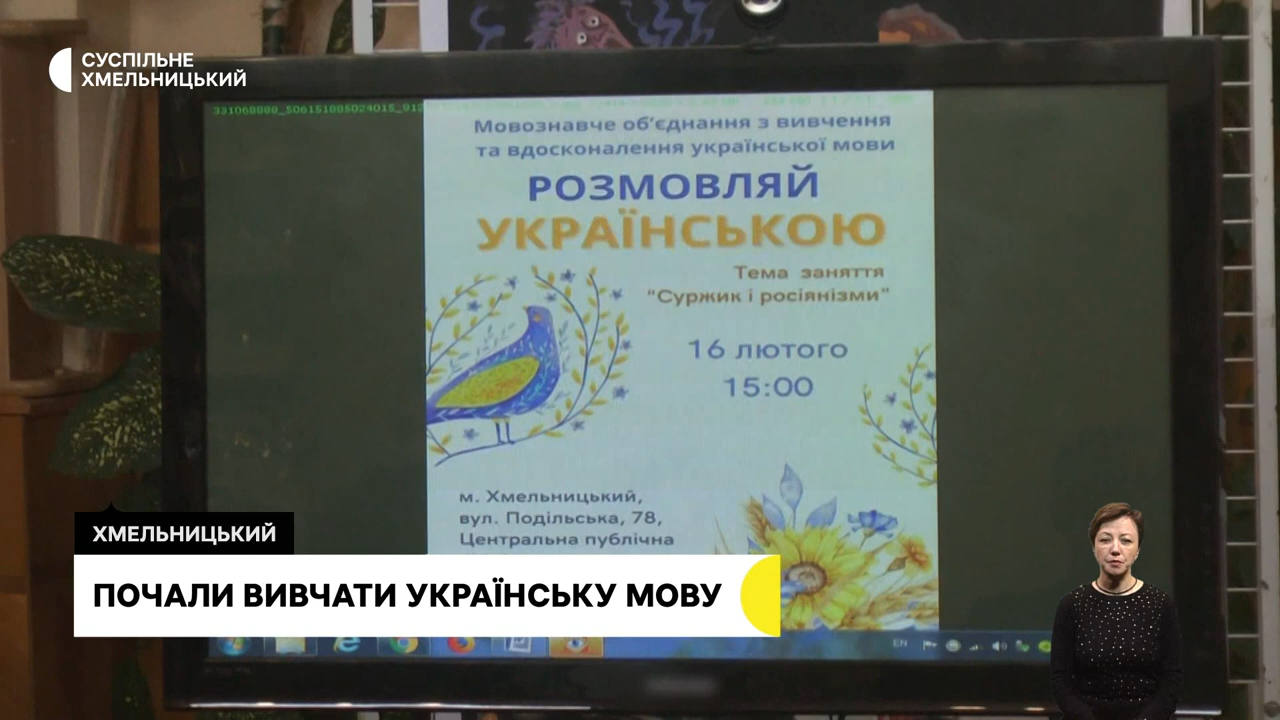 СУСПІЛЬНЕ
ХМЕЛЬНИЦЬКИЙ
Мовознавче об'єднання з вивчення
та вдосконалення української мови
РОЗМОВЛЯЙ
УКРАЇНСЬКОЮ
Тема заняття
"Суржик і росіянізми"
16 лютого
15:00
м. Хмельницький,
вул. Подільська, 78,
Центральна публічна
ХМЕЛЬНИЦЬКИЙ
ПОЧАЛИ ВИВЧАТИ УКРАЇНСЬКУ МОВУ
EN